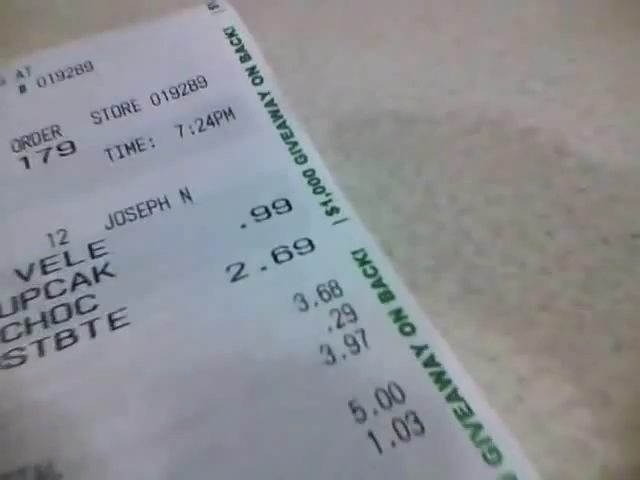 AT
# 019289
ORDER STORE 019289
179 TIME: 7:24PM
12 JOSEPH N
VELE .99
UPCAK 2.69
CHOC
STBTE
3.68
.29
3.97
5.00
1.03
$1,000 GIVEAWAY ON BACK!
GIVEAWAY ON BACK!